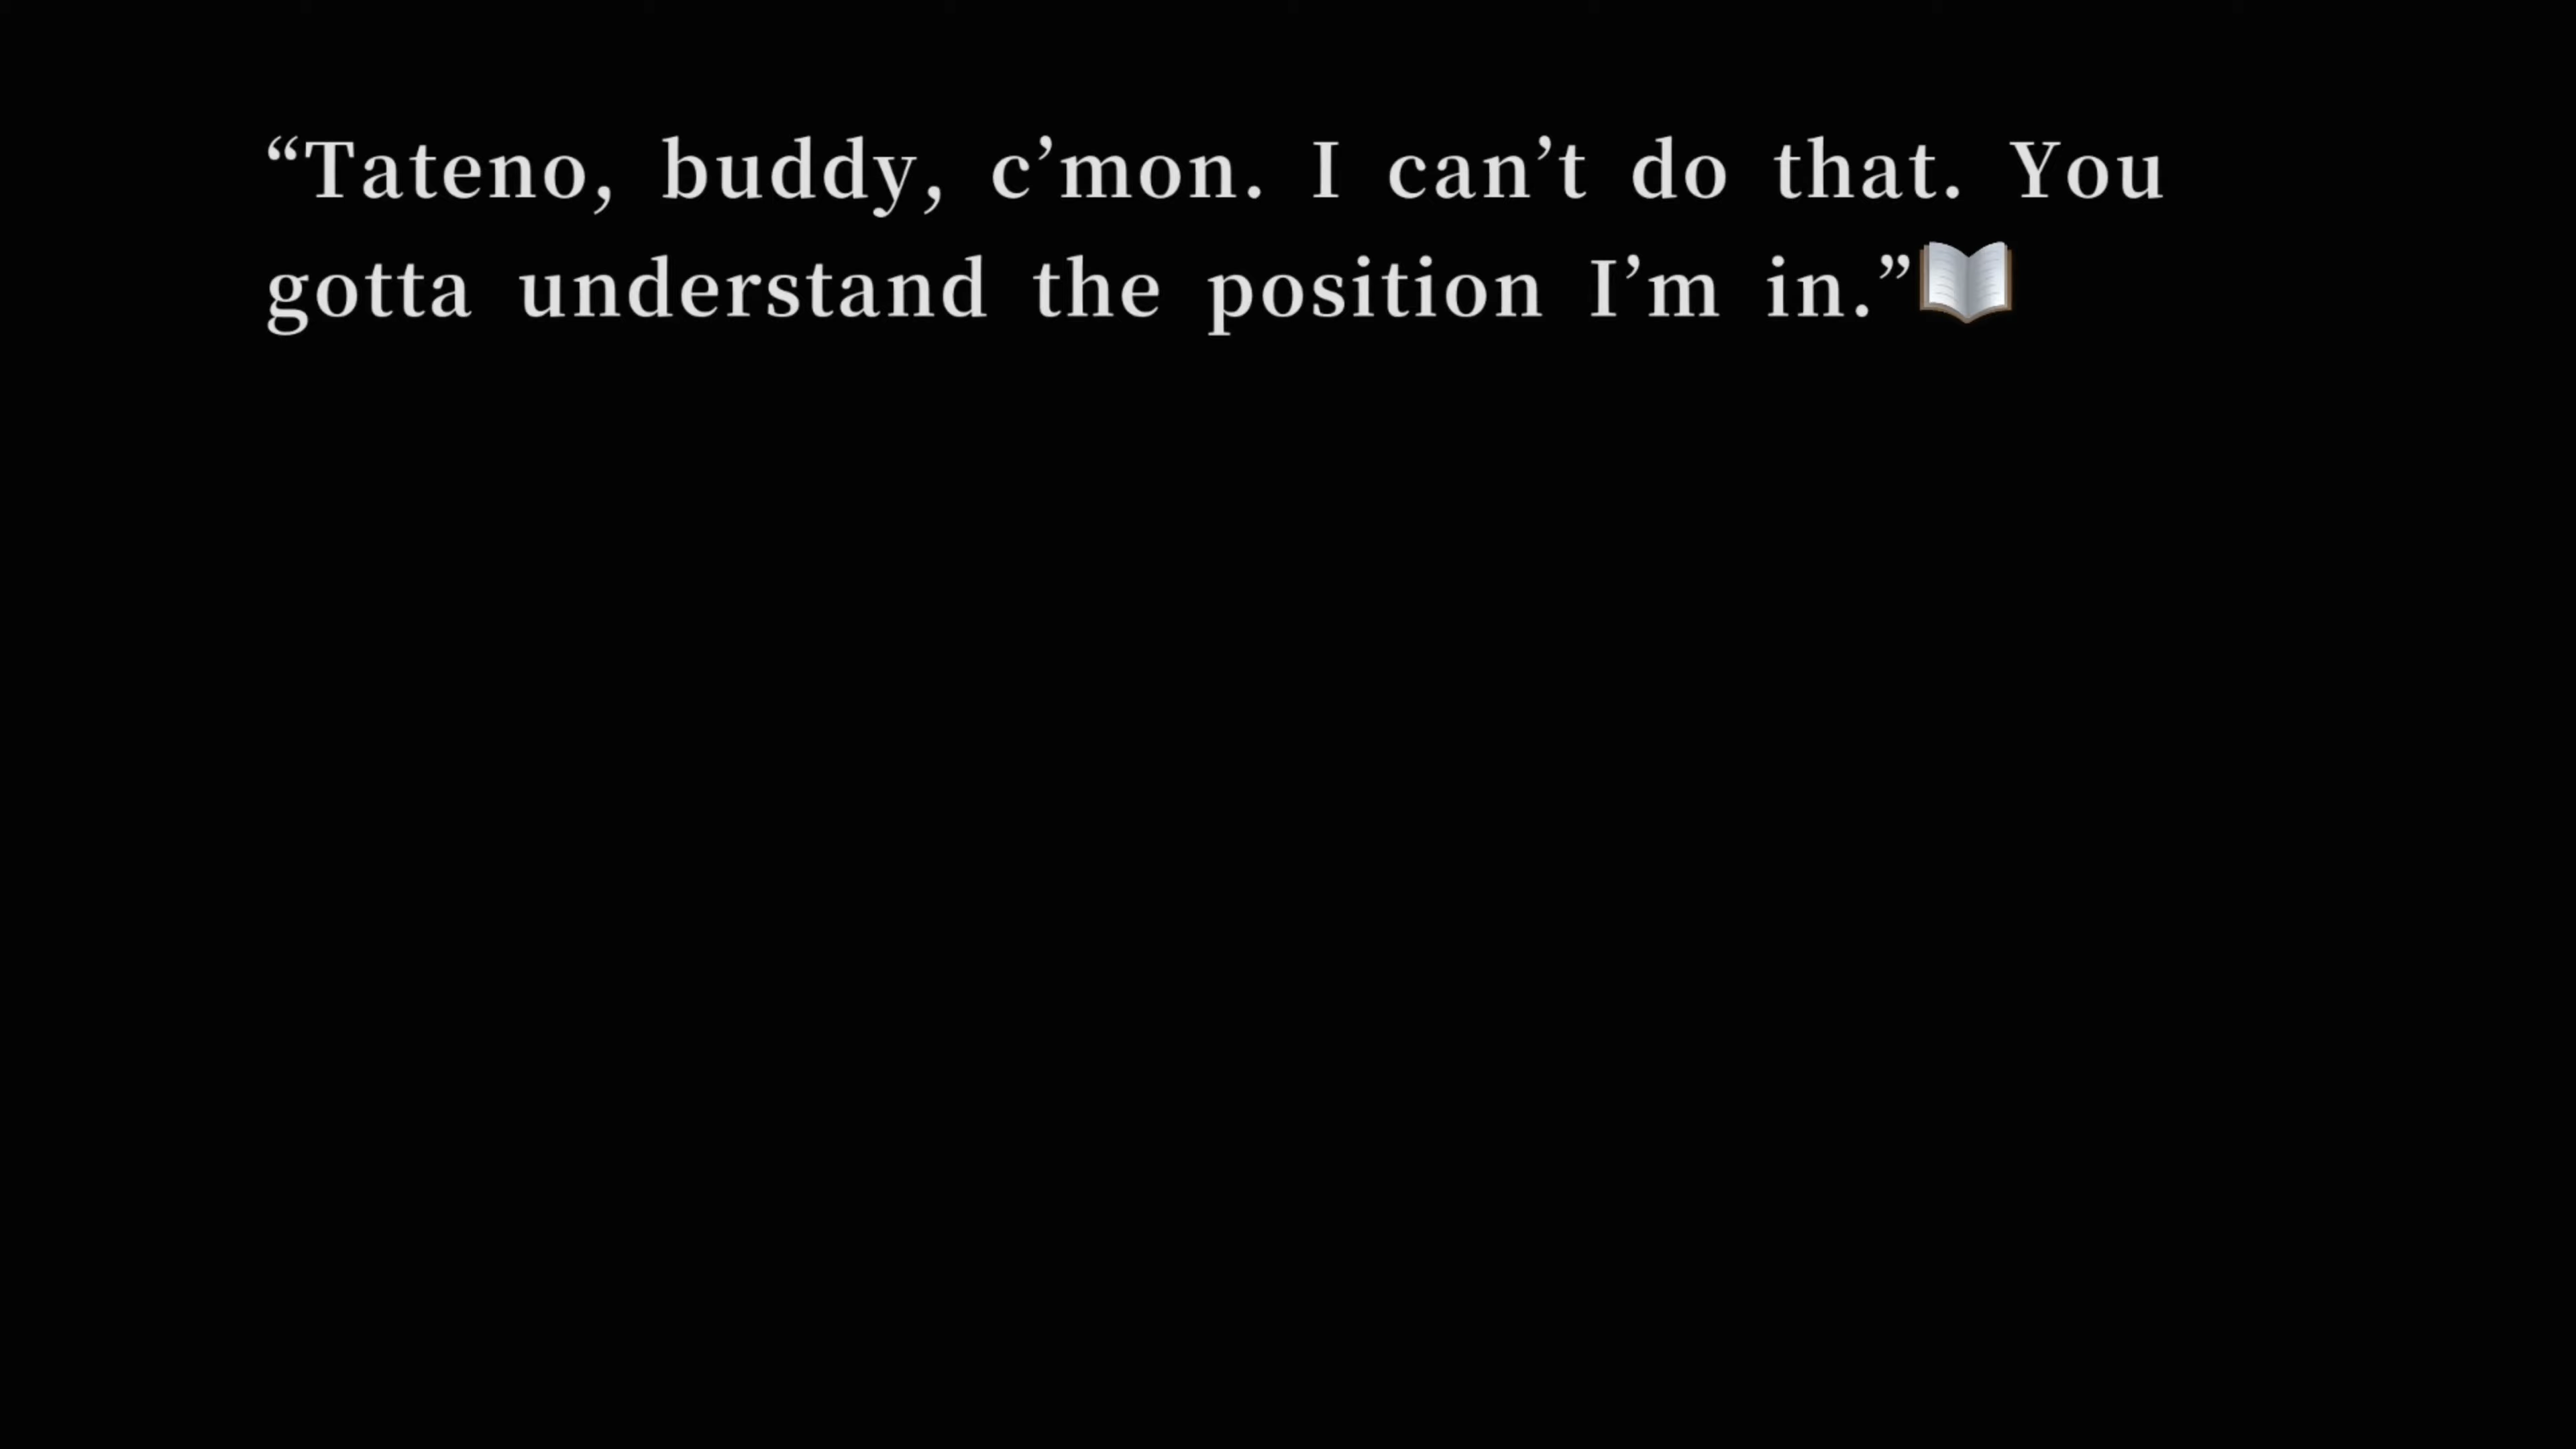 “Tateno, buddy, c’mon. I can’t do that. You
gotta understand the position I’m in.”